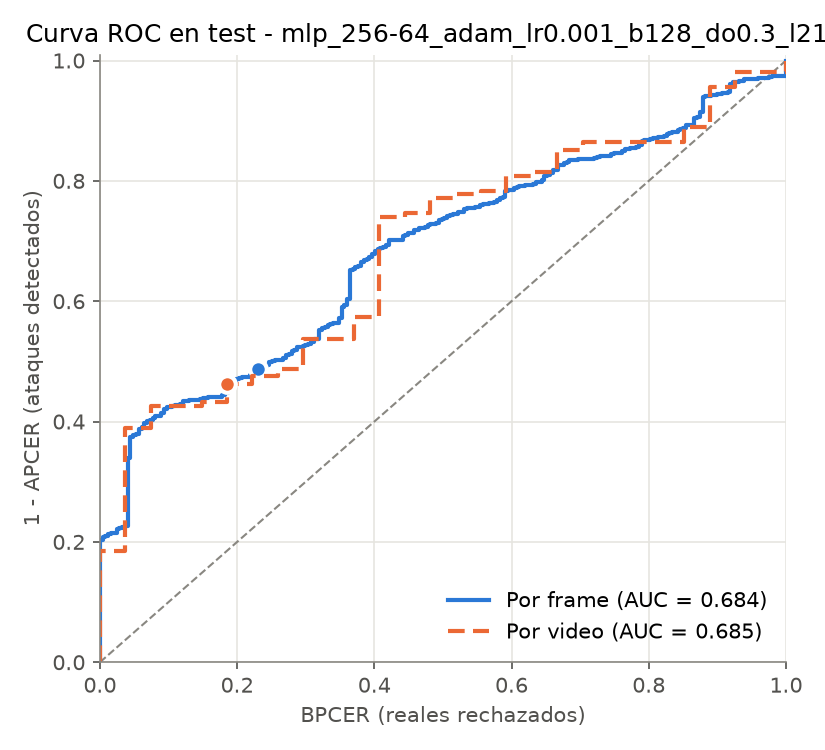 Curva ROC en test - mlp_256-64_adam_lr0.001_b128_do0.3_l21
1.0
0.8
0.6
0.4
0.2
0.0
1 - APCER (ataques detectados)
Por frame (AUC = 0.684)
Por video (AUC = 0.685)
0.0 0.2 0.4 0.6 0.8 1.0
BPCER (reales rechazados)